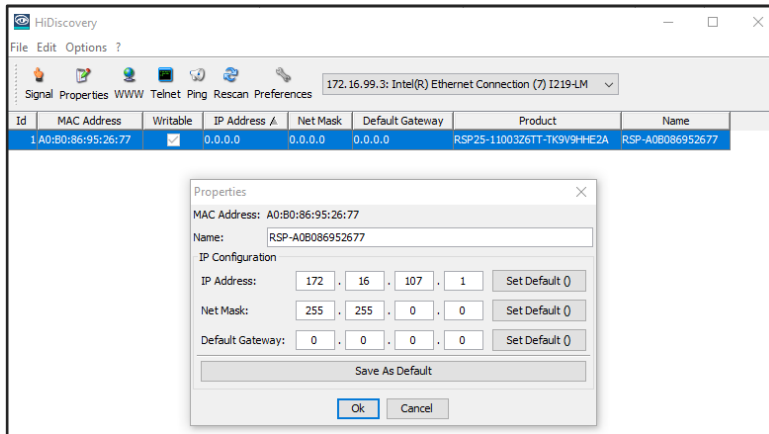 HiDiscovery
File Edit Options ?
Signal Properties WWW Telnet Ping Rescan Preferences 172.16.99.3: Intel(R) Ethernet Connection (7) I219-LM
Id MAC Address Writable IP Address Net Mask Default Gateway Product Name
1 A0:B0:86:95:26:77 0.0.0.0 0.0.0.0 0.0.0.0 RSP25-11003Z6TT-TK9V9HHE2A RSP-A0B086952677
Properties
MAC Address: A0:B0:86:95:26:77
Name: RSP-A0B086952677
IP Configuration
IP Address: 172 . 16 . 107 . 1 Set Default ()
Net Mask: 255 . 255 . 0 . 0 Set Default ()
Default Gateway: 0 . 0 . 0 . 0 Set Default ()
Save As Default
Ok Cancel